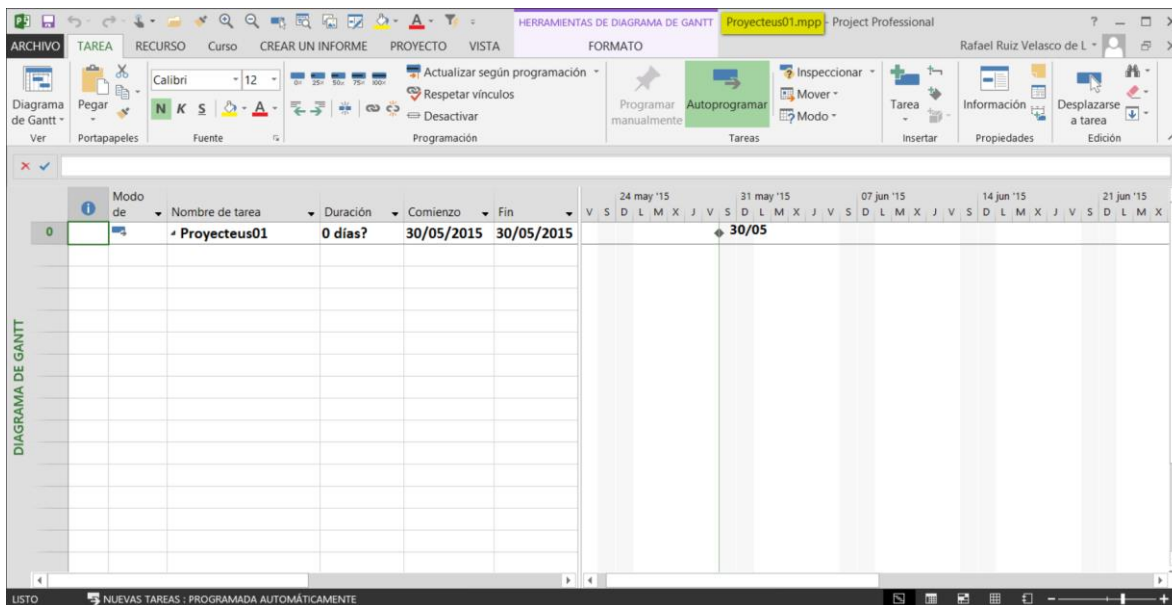 HERRAMIENTAS DE DIAGRAMA DE GANTT Proyecteus01.mpp - Project Professional ?
ARCHIVO TAREA RECURSO Curso CREAR UN INFORME PROYECTO VISTA FORMATO Rafael Ruiz Velasco de L
Diagrama de Gantt
Ver
Pegar
Portapapeles
Calibri 12
N K S A
Fuente
0% 25% 50% 75% 100%
Actualizar según programación
Respetar vínculos
Desactivar
Programación
Programar manualmente
Autoprogramar
Inspeccionar
Mover
Modo
Tareas
Tarea
Insertar
Información
Propiedades
Desplazarse a tarea
Edición
Modo de Nombre de tarea Duración Comienzo Fin
24 may '15 31 may '15 07 jun '15 14 jun '15 21 jun '15
V S D L M X J V S D L M X J V S D L M X J V S D L M X J V S D L M X
0 Proyecteus01 0 días? 30/05/2015 30/05/2015 30/05
DIAGRAMA DE GANTT
LISTO NUEVAS TAREAS : PROGRAMADA AUTOMÁTICAMENTE